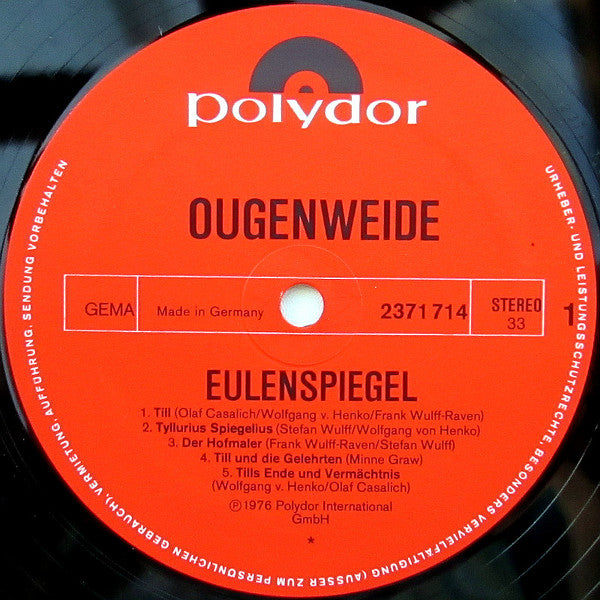 polydor
OUGENWEIDE
GEMA
Made in Germany
2371 714
STEREO
33
1
EULENSPIEGEL
1. Till (Olaf Casalich/Wolfgang v. Henko/Frank Wulff-Raven)
2. Tyllurius Spiegelius (Stefan Wulff/Wolfgang von Henko)
3. Der Hofmaler (Frank Wulff-Raven/Stefan Wulff)
4. Till und die Gelehrten (Minne Graw)
5. Tills Ende und Vermächtnis
(Wolfgang v. Henko/Olaf Casalich)
Ⓟ1976 Polydor International
GmbH
*
URHEBER- UND LEISTUNGSSCHUTZRECHTE, BESONDERS VERVIELFÄLTIGUNG (AUSSER ZUM PERSÖNLICHEN GEBRAUCH), VERMIETUNG, AUFFÜHRUNG, SENDUNG VORBEHALTEN